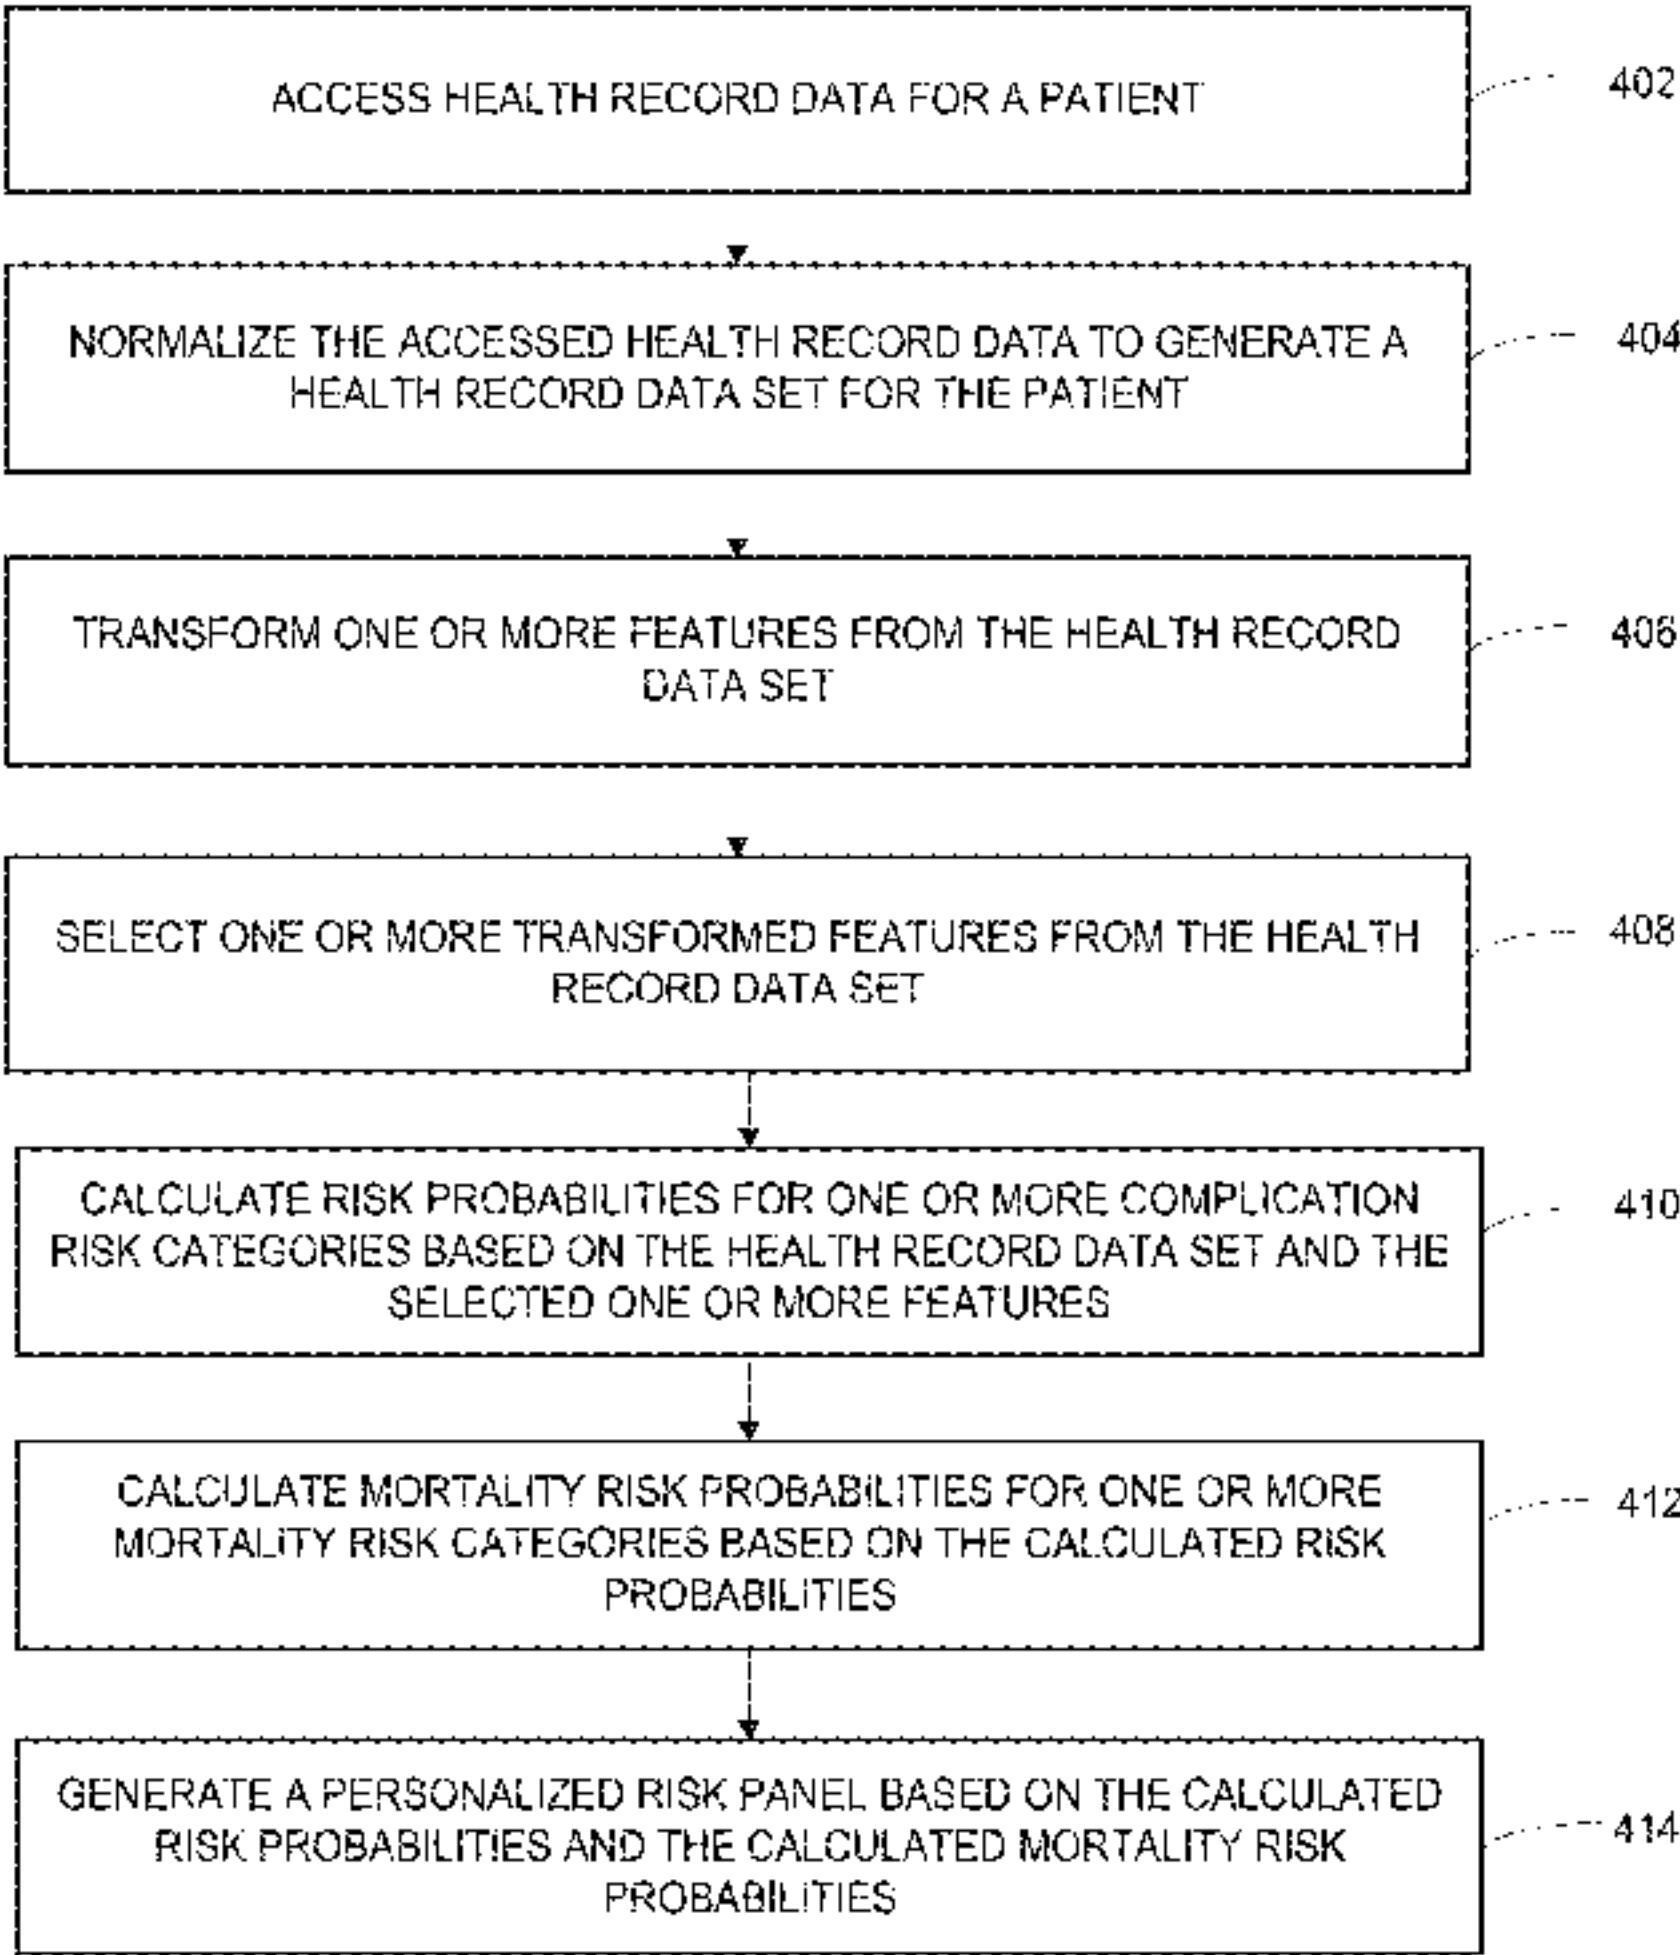 ACCESS HEALTH RECORD DATA FOR A PATIENT
402
NORMALIZE THE ACCESSED HEALTH RECORD DATA TO GENERATE A
HEALTH RECORD DATA SET FOR THE PATIENT
404
TRANSFORM ONE OR MORE FEATURES FROM THE HEALTH RECORD
DATA SET
406
SELECT ONE OR MORE TRANSFORMED FEATURES FROM THE HEALTH
RECORD DATA SET
408
CALCULATE RISK PROBABILITIES FOR ONE OR MORE COMPLICATION
RISK CATEGORIES BASED ON THE HEALTH RECORD DATA SET AND THE
SELECTED ONE OR MORE FEATURES
410
CALCULATE MORTALITY RISK PROBABILITIES FOR ONE OR MORE
MORTALITY RISK CATEGORIES BASED ON THE CALCULATED RISK
PROBABILITIES
412
GENERATE A PERSONALIZED RISK PANEL BASED ON THE CALCULATED
RISK PROBABILITIES AND THE CALCULATED MORTALITY RISK
PROBABILITIES
414